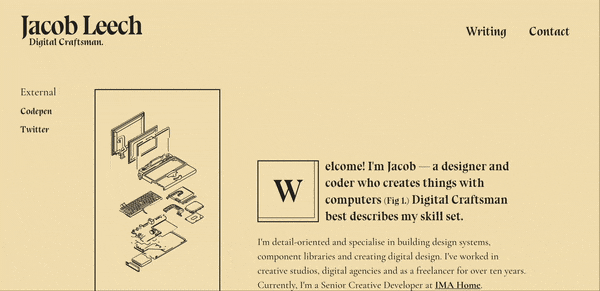 Jacob Leech
Digital Craftsman.
Writing
Contact
External
Codepen
Twitter
W
elcome! I'm Jacob — a designer and
coder who creates things with
computers (Fig 1.) Digital Craftsman
best describes my skill set.
I'm detail-oriented and specialise in building design systems,
component libraries and creating digital design. I've worked in
creative studios, digital agencies and as a freelancer for over ten years.
Currently, I'm a Senior Creative Developer at IMA Home.